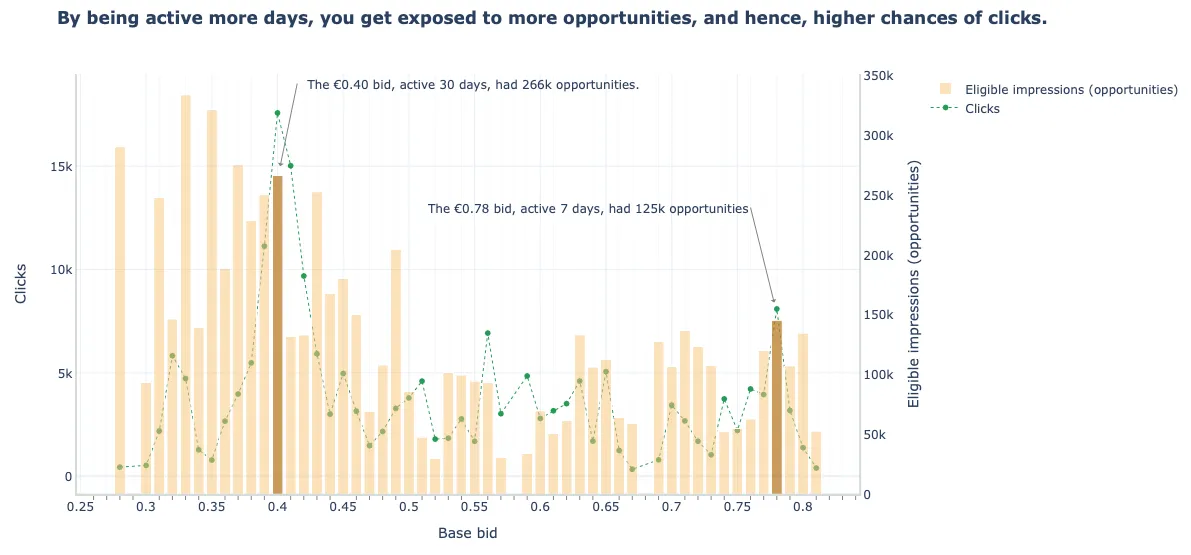 By being active more days, you get exposed to more opportunities, and hence, higher chances of clicks.
The €0.40 bid, active 30 days, had 266k opportunities.
The €0.78 bid, active 7 days, had 125k opportunities
Eligible impressions (opportunities)
Clicks
Clicks
15k
10k
5k
0
350k
300k
250k
200k
150k
100k
50k
0
Eligible impressions (opportunities)
0.25 0.3 0.35 0.4 0.45 0.5 0.55 0.6 0.65 0.7 0.75 0.8
Base bid